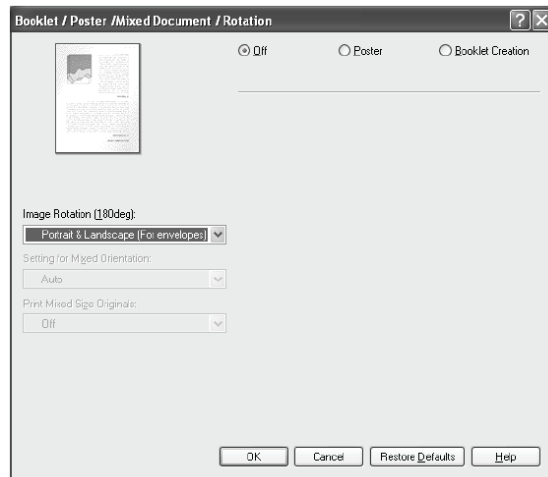 Booklet / Poster /Mixed Document / Rotation
Off Poster Booklet Creation
Image Rotation (180deg):
Portrait & Landscape (For envelopes)
Setting for Mixed Orientation:
Auto
Print Mixed Size Originals:
Off
OK Cancel Restore Defaults Help